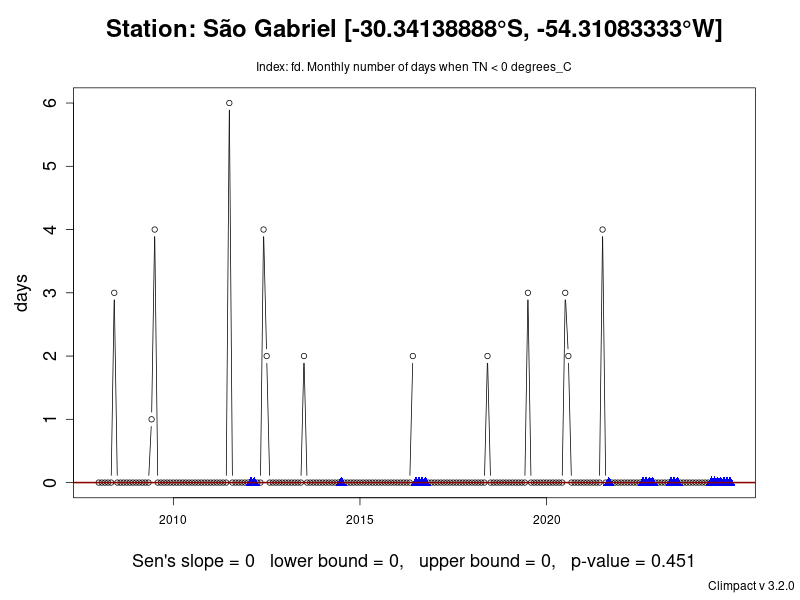 Station: São Gabriel [-30.34138888°S, -54.31083333°W]
Index: fd. Monthly number of days when TN < 0 degrees_C
6
5
4
3
2
1
0
days
2010 2015 2020
Sen's slope = 0 lower bound = 0, upper bound = 0, p-value = 0.451
Climpact v 3.2.0